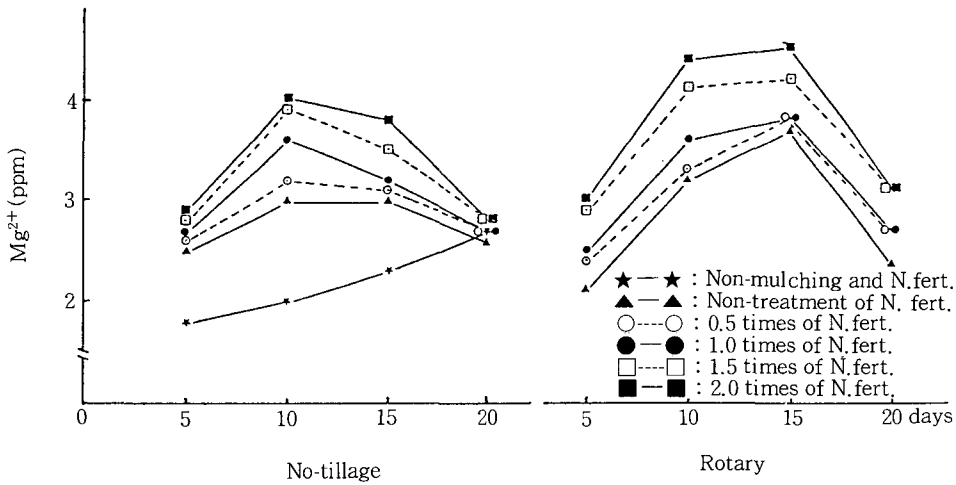 Mg²⁺(ppm)
4
3
2
0
5
10
15
20
5
10
15
20 days
No-tillage
Rotary
★—★ : Non-mulching and N.fert.
▲—▲ : Non-treatment of N. fert.
○----○ : 0.5 times of N.fert.
●—● : 1.0 times of N.fert.
□----□ : 1.5 times of N.fert.
■—■ : 2.0 times of N.fert.